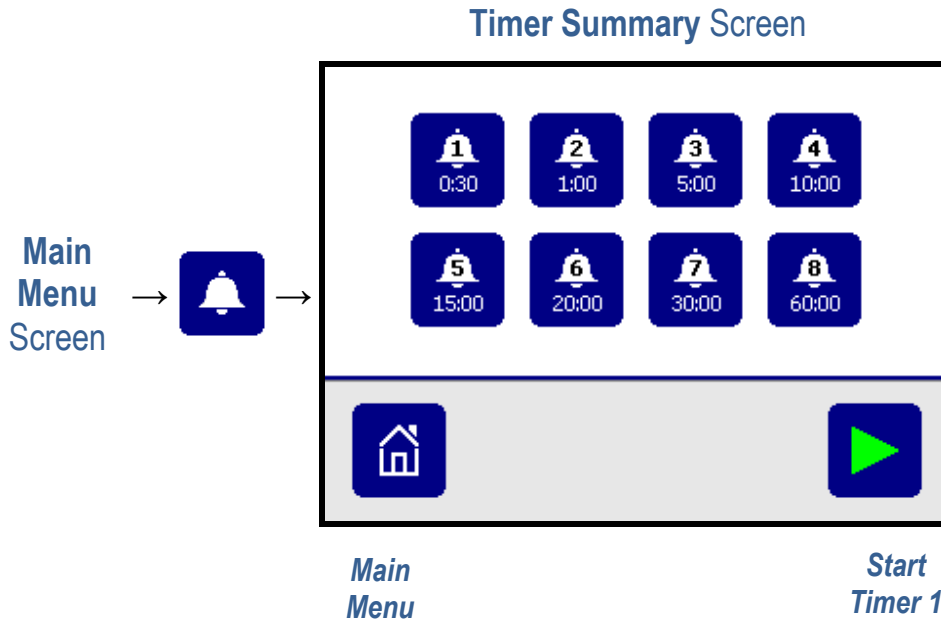 Timer Summary Screen
1 2 3 4
0:30 1:00 5:00 10:00
Main
Menu → →
Screen
5 6 7 8
15:00 20:00 30:00 60:00
Main
Menu
Start
Timer 1